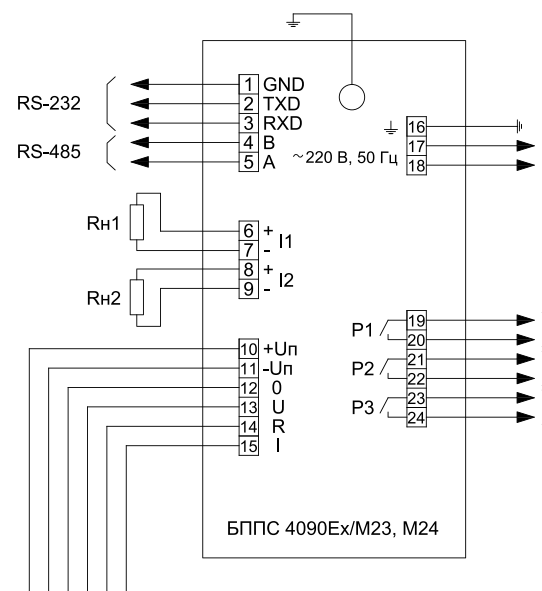 RS-232
1 GND
2 TXD
3 RXD
RS-485
4 B
5 A
16
~220 В, 50 Гц
17
18
Rн1
6 +
7 -
I1
Rн2
8 +
9 -
I2
P1
19
20
P2
21
22
P3
23
24
10 +Uп
11 -Uп
12 0
13 U
14 R
15 I
БППС 4090Ex/М23, М24